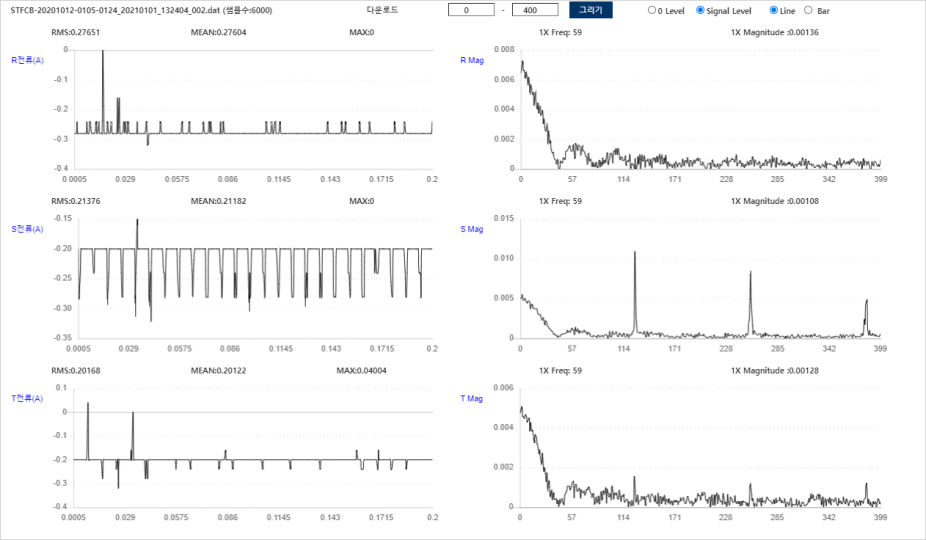 STFCB-20201012-0105-0124_20210101_132404_002.dat (샘플수:6000) 다운로드 0 - 400 그리기 0 Level Signal Level Line Bar
RMS:0.27651 MEAN:0.27604 MAX:0
R전류(A)
0
-0.1
-0.2
-0.3
-0.4
0.0005 0.029 0.0575 0.086 0.1145 0.143 0.1715 0.2
1X Freq: 59 1X Magnitude :0.00136
R Mag
0.008
0.006
0.004
0.002
0
0 57 114 171 228 285 342 399
RMS:0.21376 MEAN:0.21182 MAX:0
S전류(A)
-0.15
-0.20
-0.25
-0.30
-0.35
0.0005 0.029 0.0575 0.086 0.1145 0.143 0.1715 0.2
1X Freq: 59 1X Magnitude :0.00108
S Mag
0.015
0.010
0.005
0
0 57 114 171 228 285 342 399
RMS:0.20168 MEAN:0.20122 MAX:0.04004
T전류(A)
0.1
0
-0.1
-0.2
-0.3
-0.4
0.0005 0.029 0.0575 0.086 0.1145 0.143 0.1715 0.2
1X Freq: 59 1X Magnitude :0.00128
T Mag
0.006
0.004
0.002
0
0 57 114 171 228 285 342 399